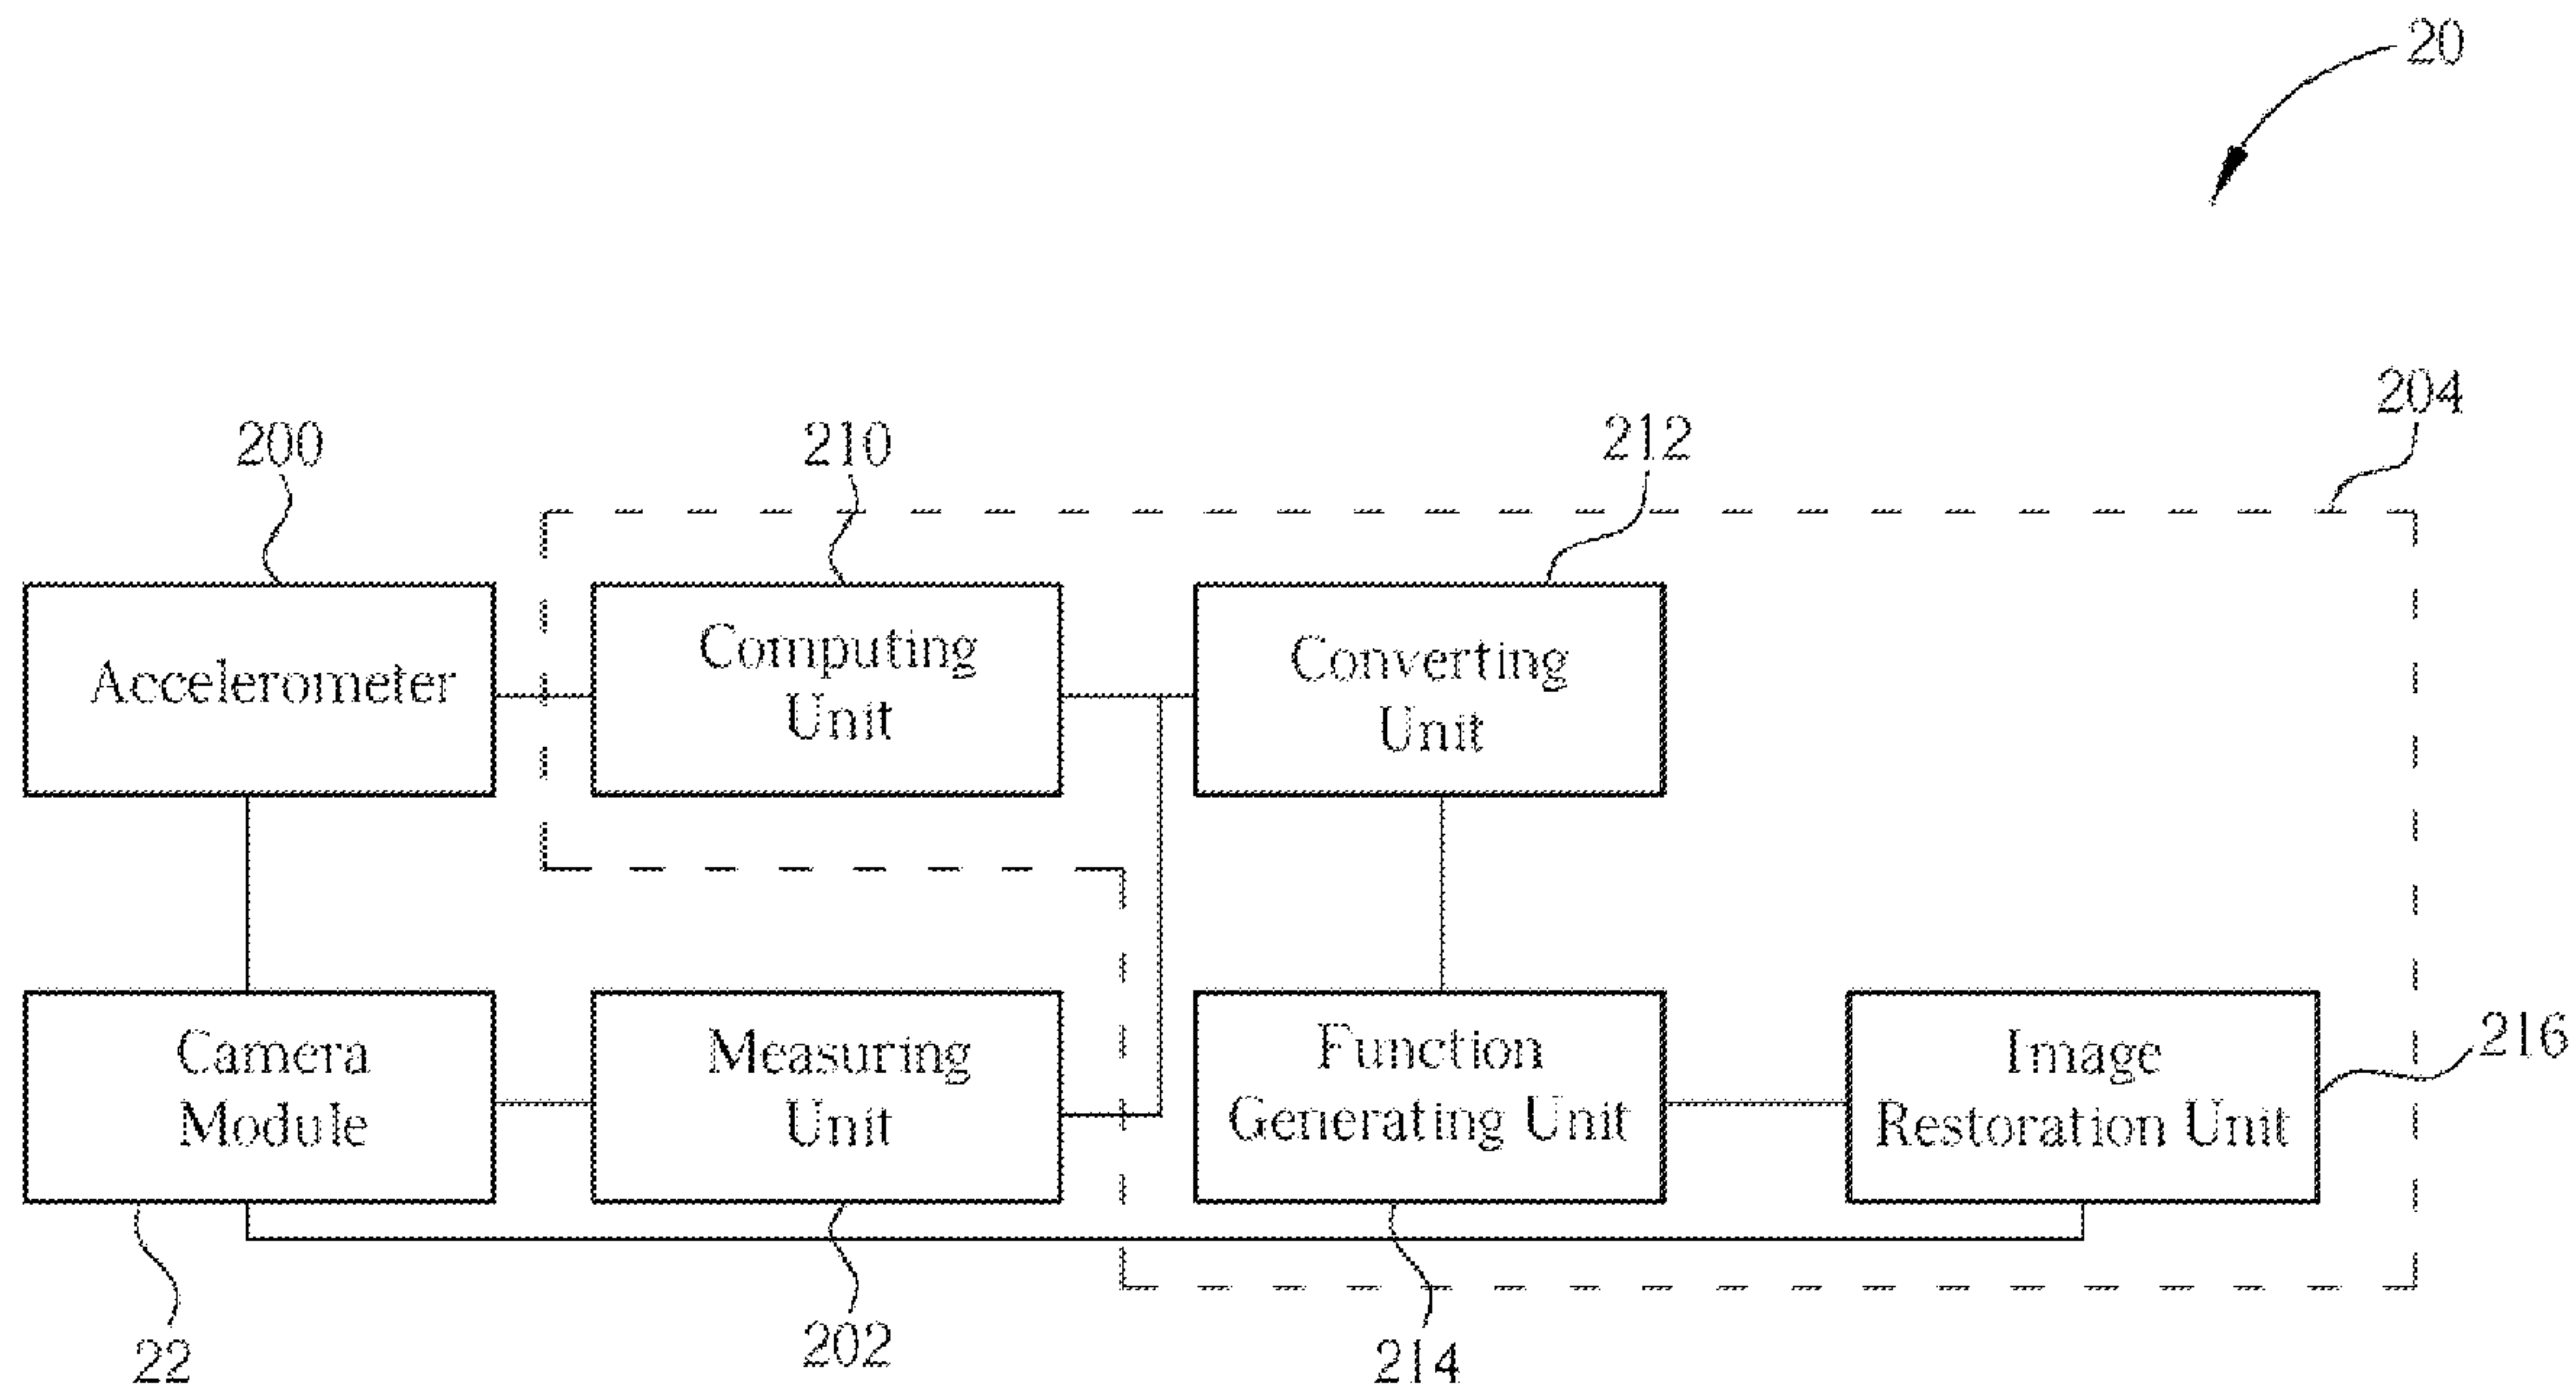 20
204
200
210
212
Accelerometer
Computing
Unit
Converting
Unit
Camera
Module
Measuring
Unit
Function
Generating Unit
Image
Restoration Unit
216
22
202
214